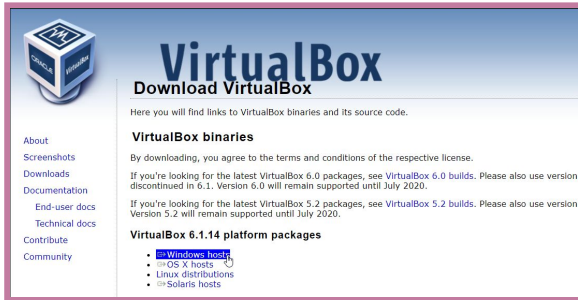 VirtualBox
ORACLE
VirtualBox
Download VirtualBox
Here you will find links to VirtualBox binaries and its source code.
About
Screenshots
Downloads
Documentation
End-user docs
Technical docs
Contribute
Community
VirtualBox binaries
By downloading, you agree to the terms and conditions of the respective license.
If you're looking for the latest VirtualBox 6.0 packages, see VirtualBox 6.0 builds. Please also use version
discontinued in 6.1. Version 6.0 will remain supported until July 2020.
If you're looking for the latest VirtualBox 5.2 packages, see VirtualBox 5.2 builds. Please also use version
Version 5.2 will remain supported until July 2020.
VirtualBox 6.1.14 platform packages
Windows hosts
OS X hosts
Linux distributions
Solaris hosts